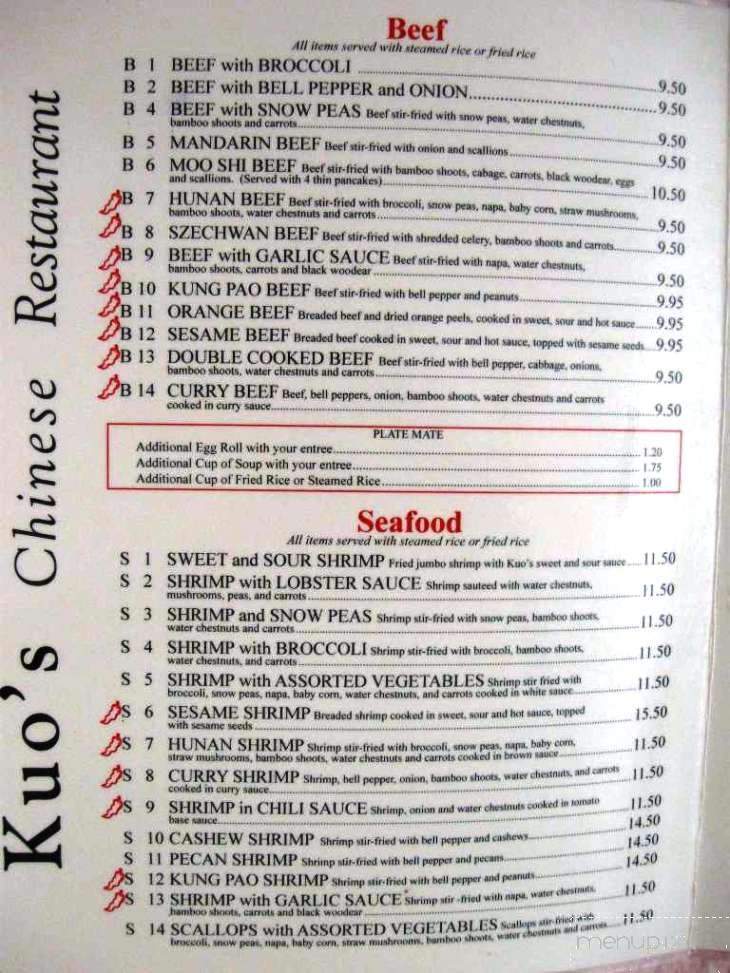 Kuo's Chinese Restaurant
Beef
All items served with steamed rice or fried rice
B 1 BEEF with BROCCOLI ........ 9.50
B 2 BEEF with BELL PEPPER and ONION........ 9.50
B 4 BEEF with SNOW PEAS Beef stir-fried with snow peas, water chestnuts,
bamboo shoots and carrots........ 9.50
B 5 MANDARIN BEEF Beef stir-fried with onion and scallions........ 9.50
B 6 MOO SHI BEEF Beef stir-fried with bamboo shoots, cabage, carrots, black woodear, eggs
and scallions. (Served with 4 thin pancakes)........ 10.50
B 7 HUNAN BEEF Beef stir-fried with broccoli, snow peas, napa, baby corn, straw mushrooms,
bamboo shoots, water chestnuts and carrots........ 9.50
B 8 SZECHWAN BEEF Beef stir-fried with shredded celery, bamboo shoots and carrots........ 9.50
B 9 BEEF with GARLIC SAUCE Beef stir-fried with napa, water chestnuts,
bamboo shoots, carrots and black woodear ........ 9.50
B 10 KUNG PAO BEEF Beef stir-fried with bell pepper and peanuts........ 9.95
B 11 ORANGE BEEF Breaded beef and dried orange peels, cooked in sweet, sour and hot sauce ........ 9.95
B 12 SESAME BEEF Breaded beef cooked in sweet, sour and hot sauce, topped with sesame seeds...9.95
B 13 DOUBLE COOKED BEEF Beef stir-fried with bell pepper, cabbage, onions,
bamboo shoots, water chestnuts and carrots........ 9.50
B 14 CURRY BEEF Beef, bell peppers, onion, bamboo shoots, water chestnuts and carrots
cooked in curry sauce........ 9.50
PLATE MATE
Additional Egg Roll with your entree........ 1.20
Additional Cup of Soup with your entree........ 1.75
Additional Cup of Fried Rice or Steamed Rice........ 1.00
Seafood
All items served with steamed rice or fried rice
S 1 SWEET and SOUR SHRIMP Fried jumbo shrimp with Kuo's sweet and sour sauce .... 11.50
S 2 SHRIMP with LOBSTER SAUCE Shrimp sauteed with water chestnuts,
mushrooms, peas, and carrots ........ 11.50
S 3 SHRIMP and SNOW PEAS Shrimp stir-fried with snow peas, bamboo shoots,
water chestnuts and carrots........ 11.50
S 4 SHRIMP with BROCCOLI Shrimp stir-fried with broccoli, bamboo shoots,
water chestnuts, and carrots ........ 11.50
S 5 SHRIMP with ASSORTED VEGETABLES Shrimp stir fried with
broccoli, snow peas, napa, baby corn, water chestnuts, and carrots cooked in white sauce........ 11.50
S 6 SESAME SHRIMP Breaded shrimp cooked in sweet, sour and hot sauce, topped
with sesame seeds ........ 15.50
S 7 HUNAN SHRIMP Shrimp stir-fried with broccoli, snow peas, napa, baby corn,
straw mushrooms, bamboo shoots, water chestnuts and carrots cooked in brown sauce........ 11.50
S 8 CURRY SHRIMP Shrimp, bell pepper, onion, bamboo shoots, water chestnuts, and carrots
cooked in curry sauce........ 11.50
S 9 SHRIMP in CHILI SAUCE Shrimp, onion and water chestnuts cooked in tomato
base sauce........ 11.50
S 10 CASHEW SHRIMP Shrimp stir-fried with bell pepper and cashews........ 14.50
S 11 PECAN SHRIMP Shrimp stir-fried with bell pepper and pecans........ 14.50
S 12 KUNG PAO SHRIMP Shrimp stir-fried with bell pepper and peanuts........ 14.50
S 13 SHRIMP with GARLIC SAUCE Shrimp stir -fried with napa, water chestnuts,
bamboo shoots, carrots and black woodear ........ 11.50
S 14 SCALLOPS with ASSORTED VEGETABLES Scallops stir-fried
broccoli, snow peas, napa, baby corn, straw mushrooms, bamboo shoots, water chestnuts and carrots.... 11.50
menupix